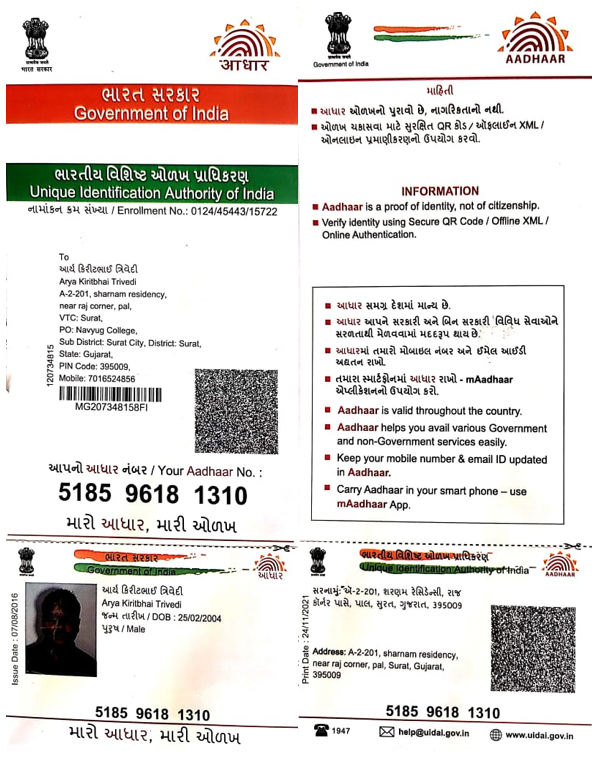 सत्यमेव जयते
भारत सरकार
आधार
ભારત સરકાર
Government of India
ભારતીય વિશિષ્ટ ઓળખ પ્રાધિકરણ
Unique Identification Authority of India
નામાંકન ક્રમ સંખ્યા / Enrollment No.: 0124/45443/15722
To
આર્ય કિરીટભાઈ ત્રિવેદી
Arya Kiritbhai Trivedi
A-2-201, sharnam residency,
near raj corner, pal,
VTC: Surat,
PO: Navyug College,
Sub District: Surat City, District: Surat,
State: Gujarat,
PIN Code: 395009,
Mobile: 7016524856
120734815
MG207348158FI
આપનો આધાર નંબર / Your Aadhaar No. :
5185 9618 1310
મારો આધાર, મારી ઓળખ
Government of India
AADHAAR
માહિતી
આધાર ઓળખનો પુરાવો છે, નાગરિકતાનો નથી.
ઓળખ ચકાસવા માટે સુરક્ષિત QR કોડ / ઑફલાઈન XML /
ઓનલાઇન પ્રમાણીકરણનો ઉપયોગ કરવો.
INFORMATION
Aadhaar is a proof of identity, not of citizenship.
Verify identity using Secure QR Code / Offline XML /
Online Authentication.
આધાર સમગ્ર દેશમાં માન્ય છે.
આધાર આપને સરકારી અને બિન સરકારી વિવિધ સેવાઓને
સરળતાથી મેળવવામાં મદદરૂપ થાય છે.
આધારમાં તમારો મોબાઇલ નંબર અને ઈમેલ આઈડી
અદ્યતન રાખો.
તમારા સ્માર્ટફોનમાં આધાર રાખો - mAadhaar
એપ્લીકેશનનો ઉપયોગ કરો.
Aadhaar is valid throughout the country.
Aadhaar helps you avail various Government
and non-Government services easily.
Keep your mobile number & email ID updated
in Aadhaar.
Carry Aadhaar in your smart phone – use
mAadhaar App.
ભારત સરકાર
Government of India
આધાર
Issue Date : 07/08/2016
આર્ય કિરીટભાઈ ત્રિવેદી
Arya Kiritbhai Trivedi
જન્મ તારીખ / DOB : 25/02/2004
પુરુષ / Male
5185 9618 1310
મારો આધાર, મારી ઓળખ
ભારતીય વિશિષ્ટ ઓળખ પ્રાધિકરણ
Unique Identification Authority of India
AADHAAR
Print Date : 24/11/2021
સરનામું: એ-2-201, શરણમ રેસિડેન્સી, રાજ
કોર્નર પાસે, પાલ, સુરત, ગુજરાત, 395009
Address: A-2-201, sharnam residency,
near raj corner, pal, Surat, Gujarat,
395009
5185 9618 1310
1947
help@uidai.gov.in
www.uidai.gov.in